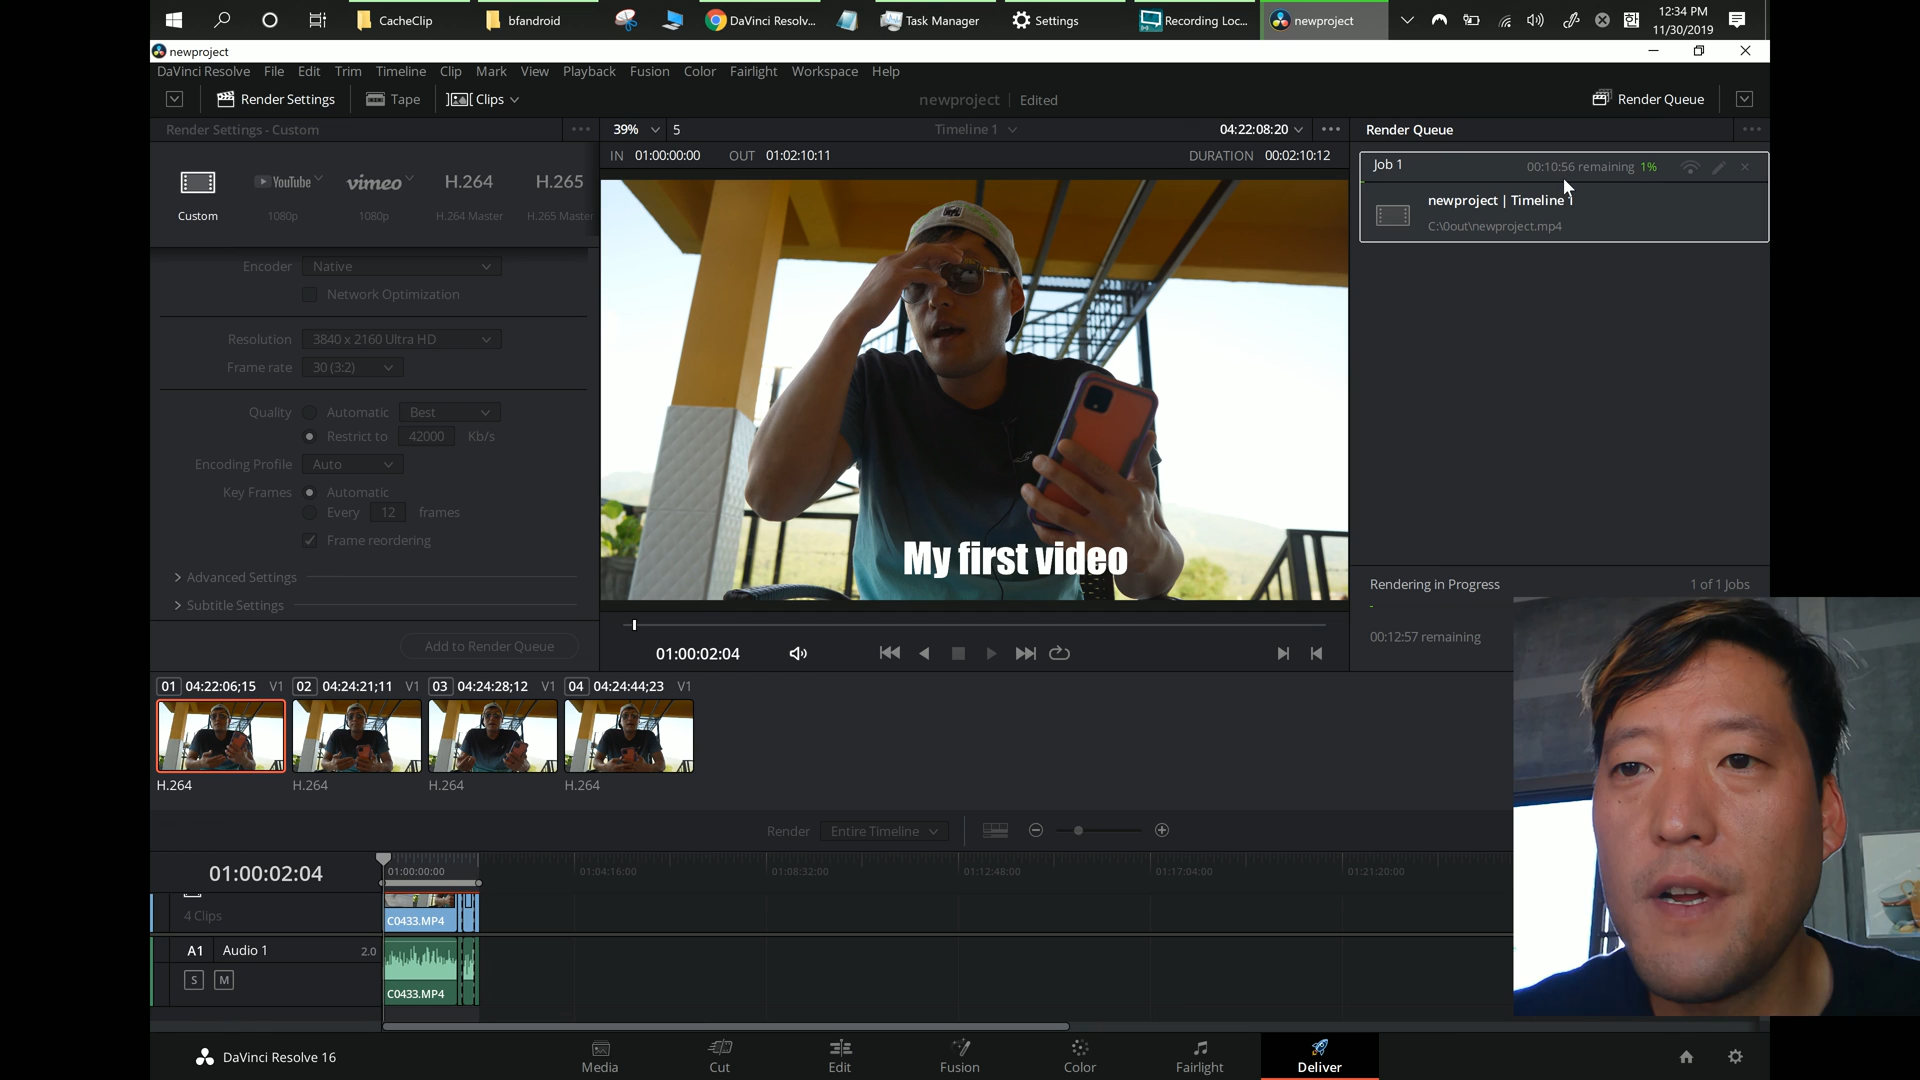 CacheClip
bfandroid
DaVinci Resolv...
Task Manager
Settings
Recording Loc...
newproject
12:34 PM
11/30/2019
newproject
DaVinci Resolve File Edit Trim Timeline Clip Mark View Playback Fusion Color Fairlight Workspace Help
Render Settings Tape Clips
newproject Edited
Render Queue
Render Settings - Custom
39% 5 Timeline 1 04:22:08:20
Render Queue
IN 01:00:00:00 OUT 01:02:10:11 DURATION 00:02:10:12
Custom
YouTube
1080p
vimeo
1080p
H.264
H.264 Master
H.265
H.265 Master
Job 1 00:10:56 remaining 1%
newproject | Timeline 1
C:\0out\newproject.mp4
Encoder Native
Network Optimization
Resolution 3840 x 2160 Ultra HD
Frame rate 30 (3:2)
Quality Automatic Best
Restrict to 42000 Kb/s
Encoding Profile Auto
Key Frames Automatic
Every 12 frames
Frame reordering
Advanced Settings
Subtitle Settings
Add to Render Queue
My first video
Rendering in Progress 1 of 1 Jobs
00:12:57 remaining
01:00:02:04
01 04:22:06;15 V1 02 04:24:21;11 V1 03 04:24:28;12 V1 04 04:24:44;23 V1
H.264 H.264 H.264 H.264
Render Entire Timeline
01:00:02:04
01:00:00:00 01:04:16:00 01:08:32:00 01:12:48:00 01:17:04:00 01:21:20:00
4 Clips
C0433.MP4
A1 Audio 1 2.0
S M
C0433.MP4
DaVinci Resolve 16
Media Cut Edit Fusion Color Fairlight Deliver